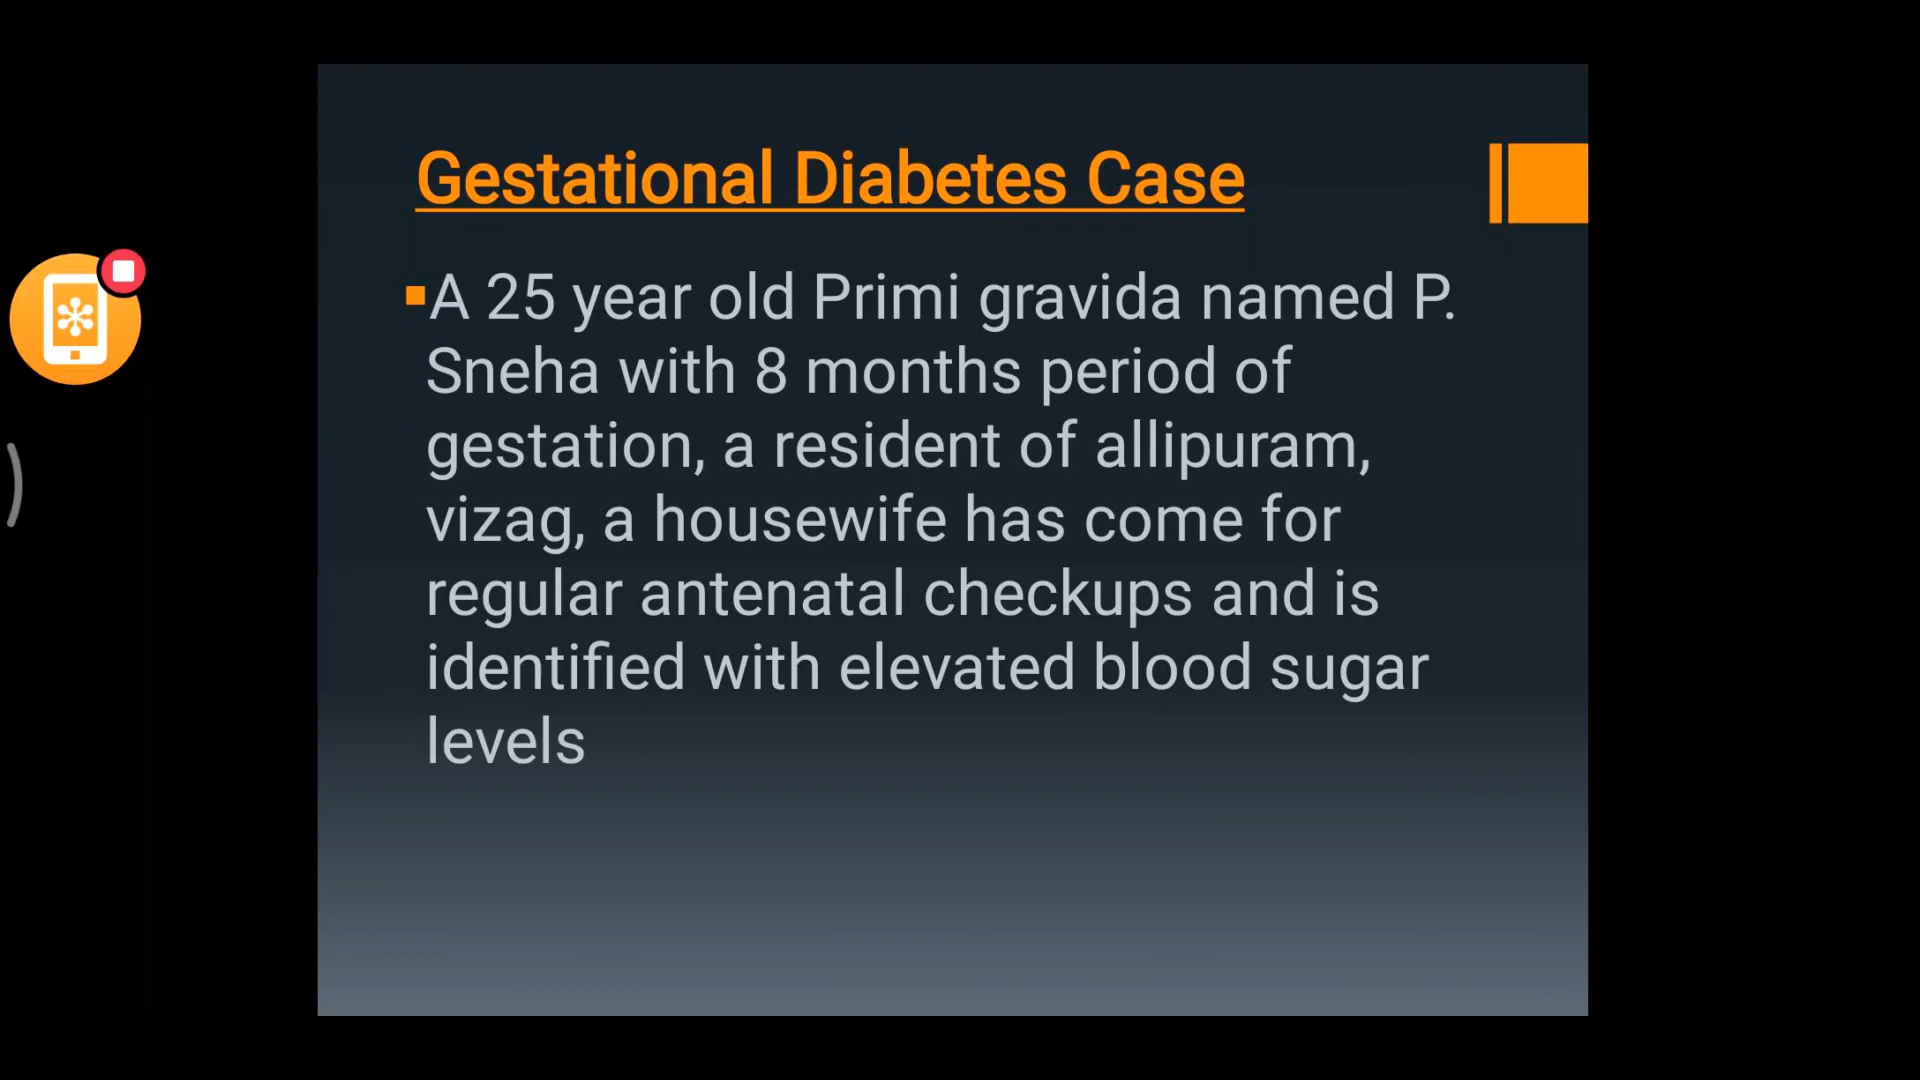 Gestational Diabetes Case
A 25 year old Primi gravida named P.
Sneha with 8 months period of
gestation, a resident of allipuram,
vizag, a housewife has come for
regular antenatal checkups and is
identified with elevated blood sugar
levels